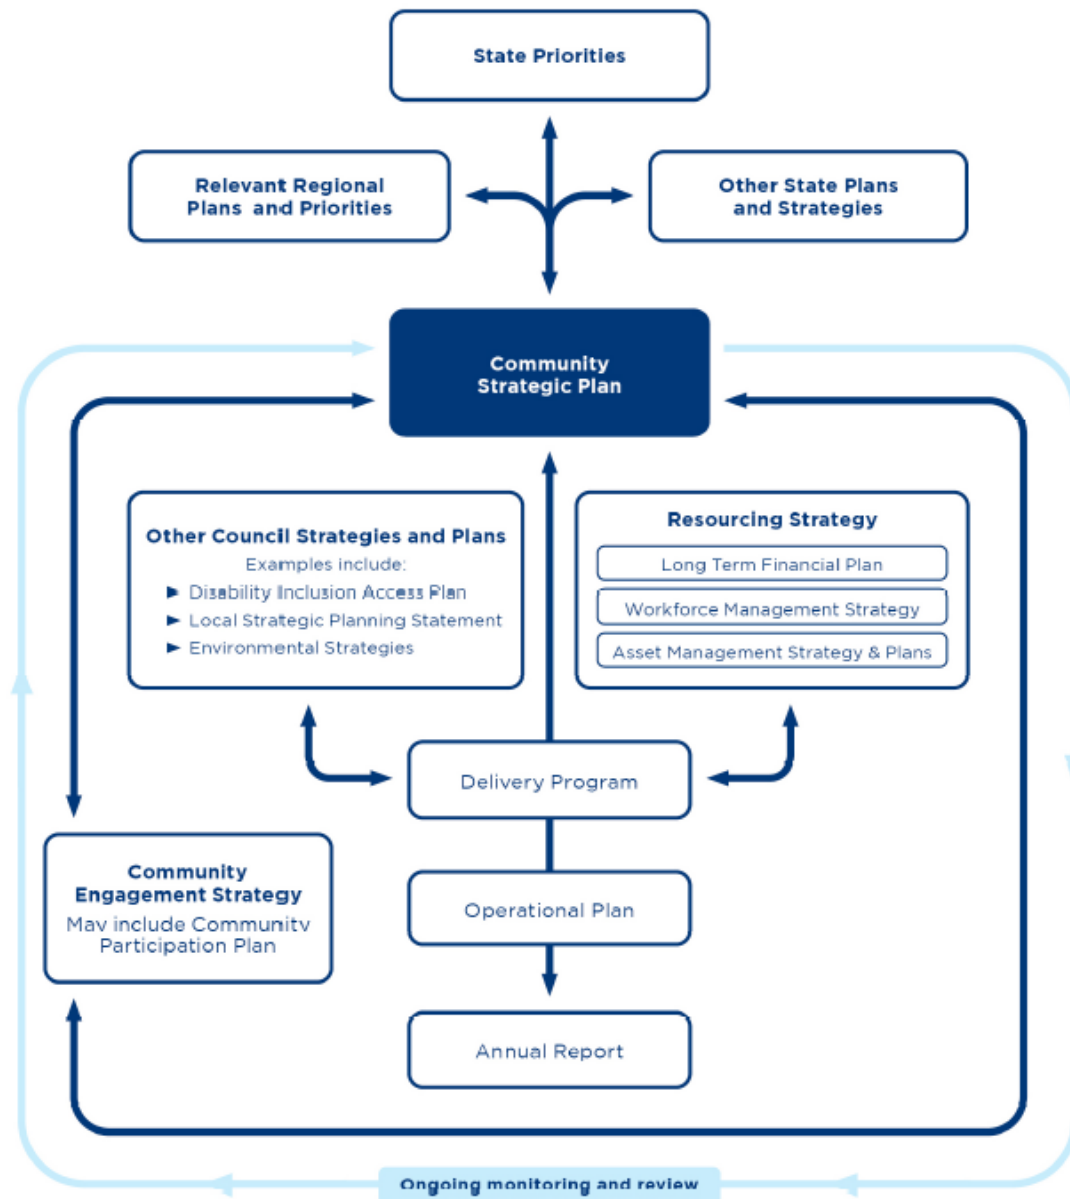 State Priorities
Relevant Regional
Plans and Priorities
Other State Plans
and Strategies
Community
Strategic Plan
Other Council Strategies and Plans
Examples include:
► Disability Inclusion Access Plan
► Local Strategic Planning Statement
► Environmental Strategies
Resourcing Strategy
Long Term Financial Plan
Workforce Management Strategy
Asset Management Strategy & Plans
Delivery Program
Community
Engagement Strategy
May include Community
Participation Plan
Operational Plan
Annual Report
Ongoing monitoring and review